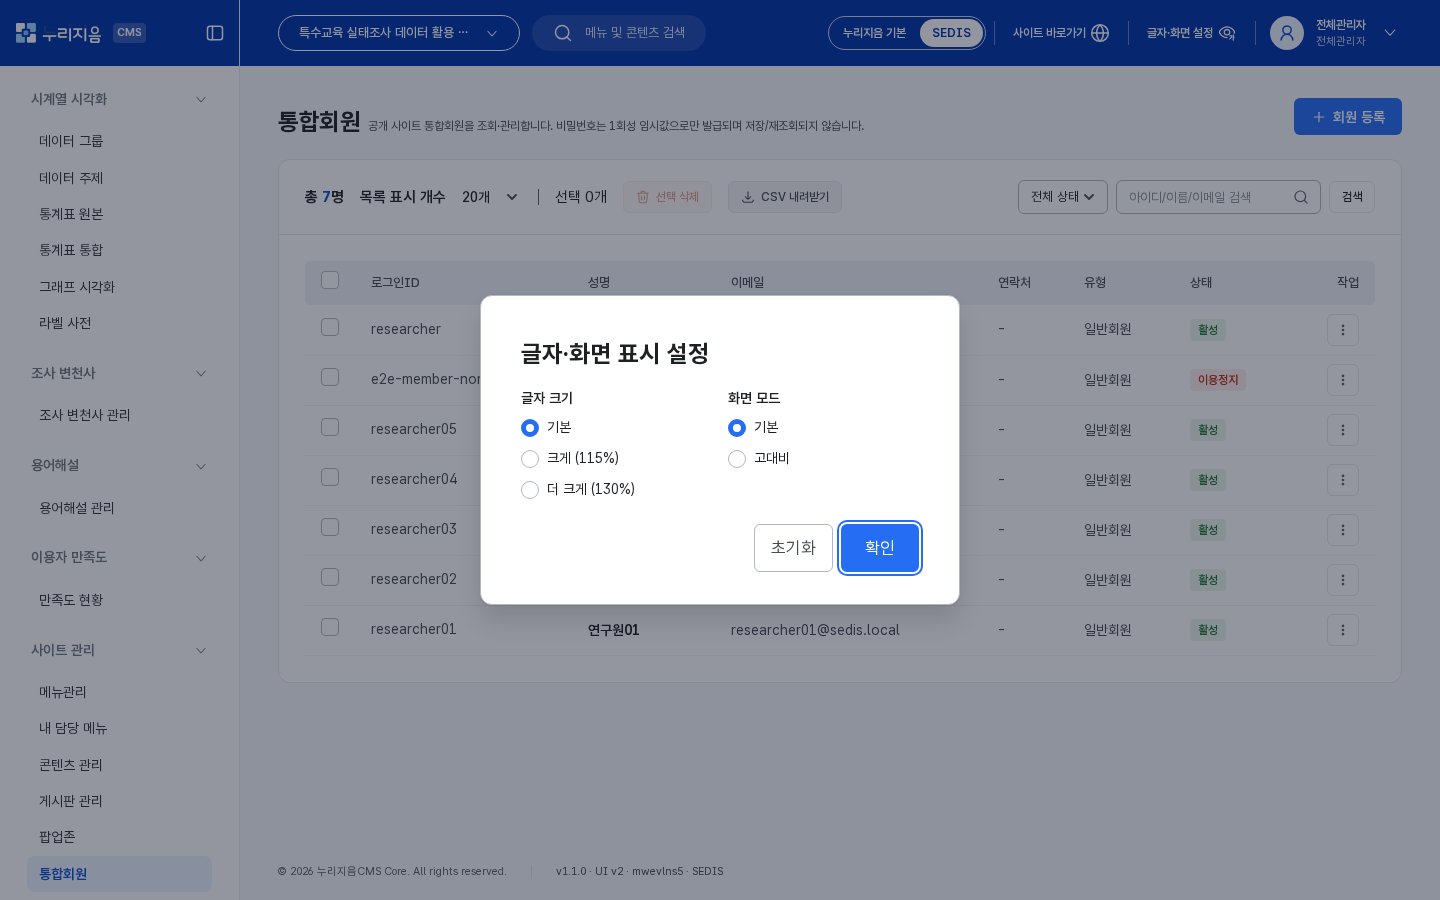 누리지음 CMS
특수교육 실태조사 데이터 활용 ···
메뉴 및 콘텐츠 검색
누리지음 기본
SEDIS
사이트 바로가기
글자·화면 설정
전체관리자
전체관리자
시계열 시각화
데이터 그룹
데이터 주제
통계표 원본
통계표 통합
그래프 시각화
라벨 사전
조사 변천사
조사 변천사 관리
용어해설
용어해설 관리
이용자 만족도
만족도 현황
사이트 관리
메뉴관리
내 담당 메뉴
콘텐츠 관리
게시판 관리
팝업존
통합회원
통합회원 공개 사이트 통합회원을 조회·관리합니다. 비밀번호는 1회성 임시값으로만 발급되며 저장/재조회되지 않습니다.
회원 등록
총 7명 목록 표시 개수 20개 선택 0개 선택 삭제 CSV 내려받기 전체 상태 아이디/이름/이메일 검색 검색
로그인ID 성명 이메일 연락처 유형 상태 작업
researcher - 일반회원 활성
e2e-member-nor - 일반회원 이용정지
researcher05 - 일반회원 활성
researcher04 - 일반회원 활성
researcher03 - 일반회원 활성
researcher02 - 일반회원 활성
researcher01 연구원01 researcher01@sedis.local - 일반회원 활성
글자·화면 표시 설정
글자 크기
기본
크게 (115%)
더 크게 (130%)
화면 모드
기본
고대비
초기화
확인
© 2026 누리지음CMS Core. All rights reserved.
v1.1.0 · UI v2 · mwevlns5 · SEDIS